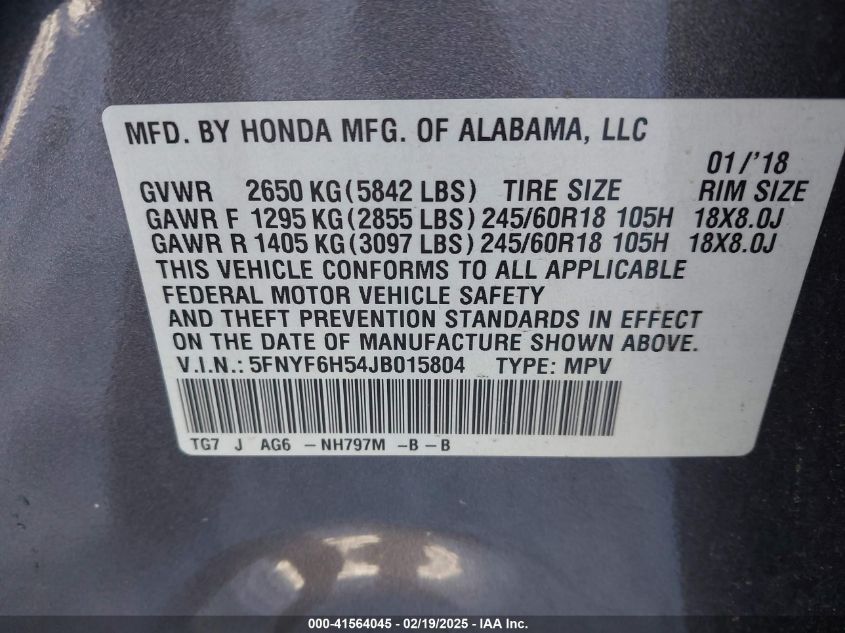 MFD. BY HONDA MFG. OF ALABAMA, LLC
01/'18
GVWR 2650 KG (5842 LBS) TIRE SIZE RIM SIZE
GAWR F 1295 KG (2855 LBS) 245/60R18 105H 18X8.0J
GAWR R 1405 KG (3097 LBS) 245/60R18 105H 18X8.0J
THIS VEHICLE CONFORMS TO ALL APPLICABLE
FEDERAL MOTOR VEHICLE SAFETY
AND THEFT PREVENTION STANDARDS IN EFFECT
ON THE DATE OF MANUFACTURE SHOWN ABOVE.
V.I.N.: 5FNYF6H54JB015804 TYPE: MPV
TG7 J AG6 -NH797M -B-B
000-41564045 - 02/19/2025 - IAA Inc.